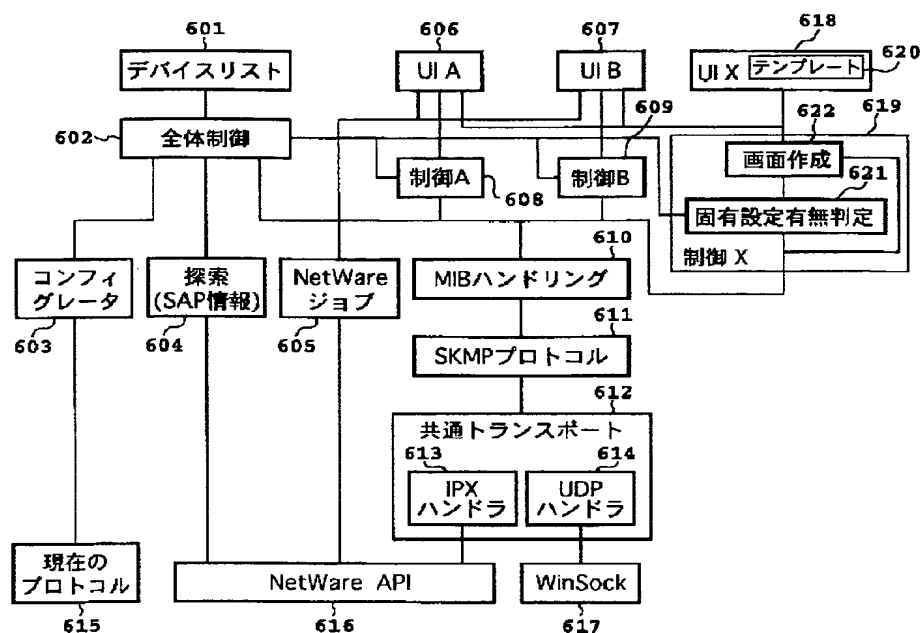 601
デバイスリスト
606
UI A
607
UI B
618
UI X
テンプレート
620
602
全体制御
609
622
619
画面作成
制御A
608
制御B
621
固有設定有無判定
制御 X
コンフィ
グレータ
603
探索
(SAP情報)
604
NetWare
ジョブ
605
610
MIBハンドリング
611
SKMPプロトコル
612
共通トランスポート
613
IPX
ハンドラ
614
UDP
ハンドラ
現在の
プロトコル
615
NetWare API
616
WinSock
617